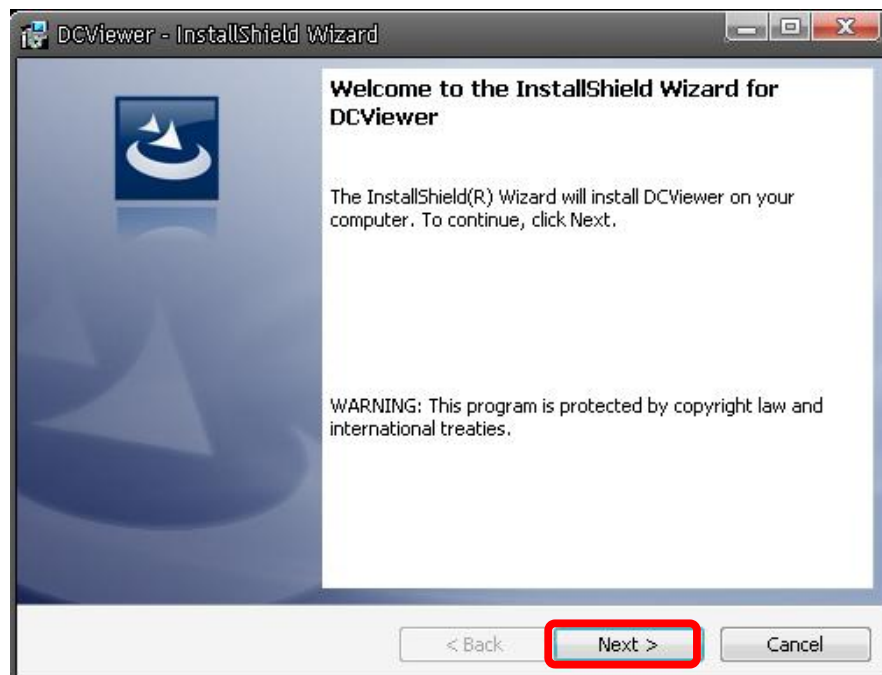 DCViewer - InstallShield Wizard
Welcome to the InstallShield Wizard for
DCViewer
The InstallShield(R) Wizard will install DCViewer on your
computer. To continue, click Next.
WARNING: This program is protected by copyright law and
international treaties.
< Back Next > Cancel